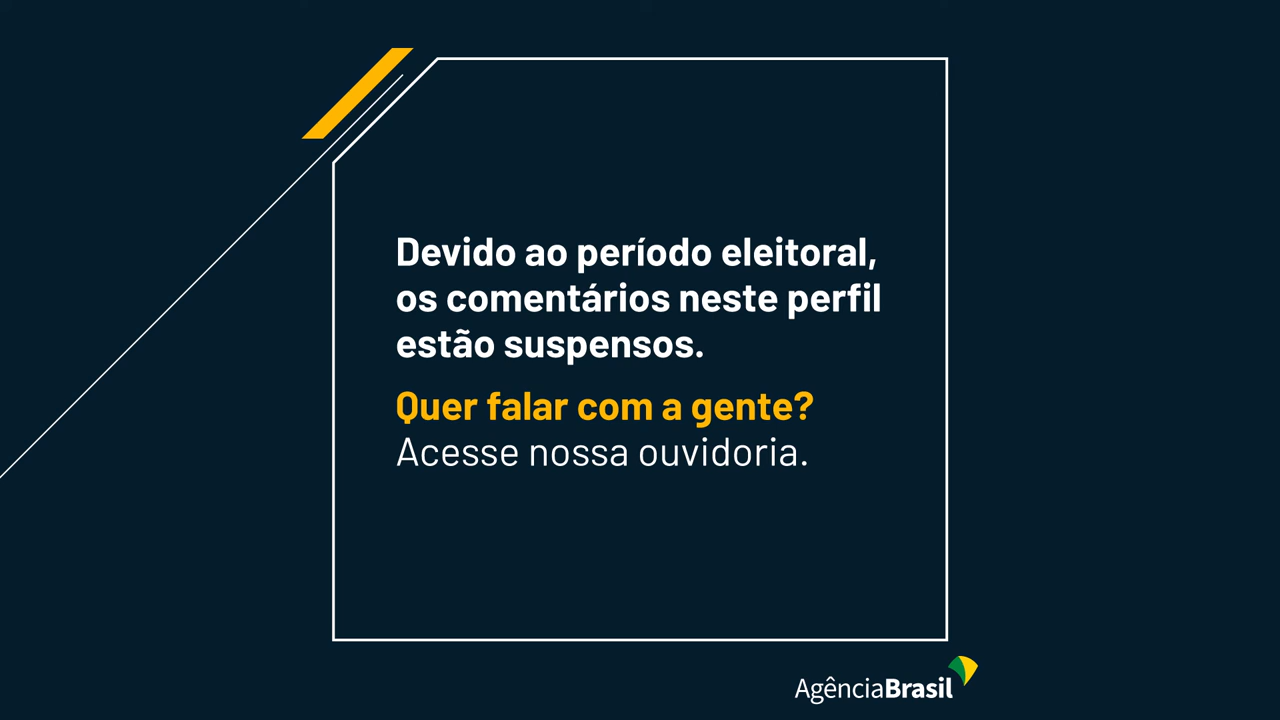 Devido ao período eleitoral,
os comentários neste perfil
estão suspensos.
Quer falar com a gente?
Acesse nossa ouvidoria.
AgênciaBrasil